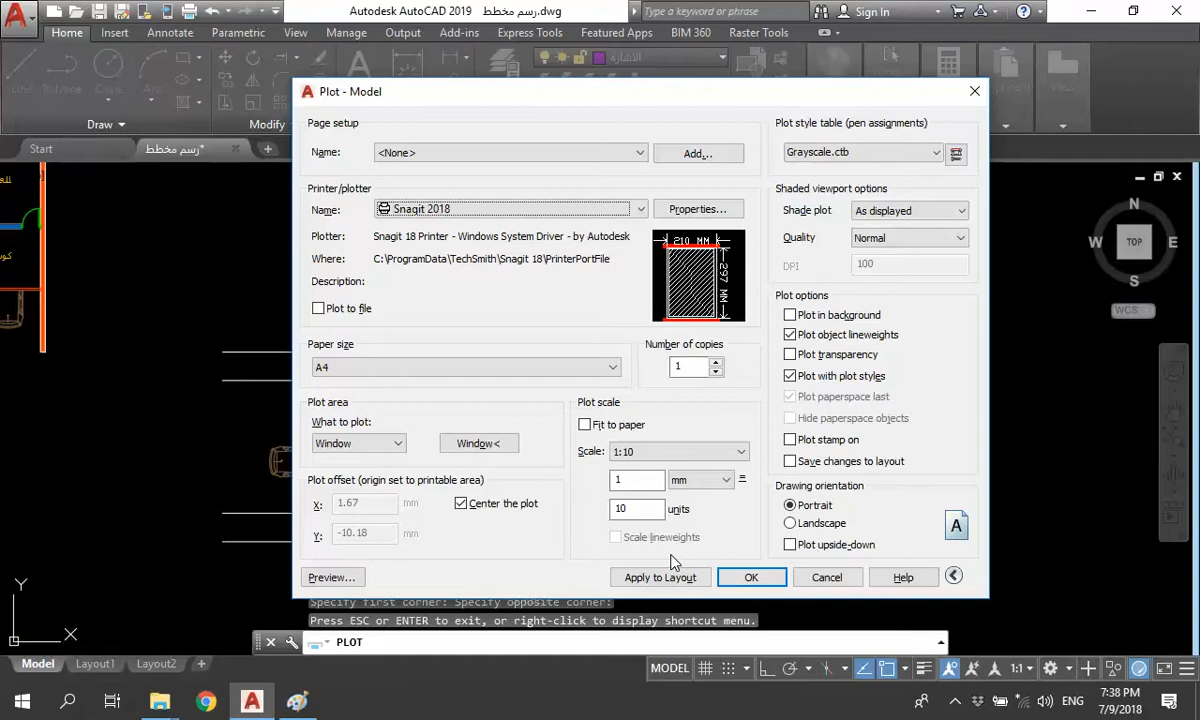 Autodesk AutoCAD 2019 رسم مخطط.dwg
Type a keyword or phrase
Sign In
Home Insert Annotate Parametric View Manage Output Add-ins Express Tools Featured Apps BIM 360 Raster Tools
الاشارة
Draw
Modify
Start
رسم مخطط*
Plot - Model
Page setup
Name: <None> Add...
Printer/plotter
Name: Snagit 2018 Properties...
Plotter: Snagit 18 Printer - Windows System Driver - by Autodesk
Where: C:\ProgramData\TechSmith\Snagit 18\PrinterPortFile
Description:
Plot to file
210 MM
297 MM
Paper size
A4
Number of copies
1
Plot area
What to plot:
Window
Window<
Plot offset (origin set to printable area)
X: 1.67 mm
Center the plot
Y: -10.18 mm
Plot scale
Fit to paper
Scale: 1:10
1 mm =
10 units
Scale lineweights
Preview... Apply to Layout OK Cancel Help
Plot style table (pen assignments)
Grayscale.ctb
Shaded viewport options
Shade plot As displayed
Quality Normal
DPI 100
Plot options
Plot in background
Plot object lineweights
Plot transparency
Plot with plot styles
Plot paperspace last
Hide paperspace objects
Plot stamp on
Save changes to layout
Drawing orientation
Portrait
Landscape
Plot upside-down
A
N
W TOP E
S
WCS
Y
X
Specify first corner: Specify opposite corner:
Press ESC or ENTER to exit, or right-click to display shortcut menu.
PLOT
Model Layout1 Layout2
MODEL 1:1
ENG
7:38 PM
7/9/2018